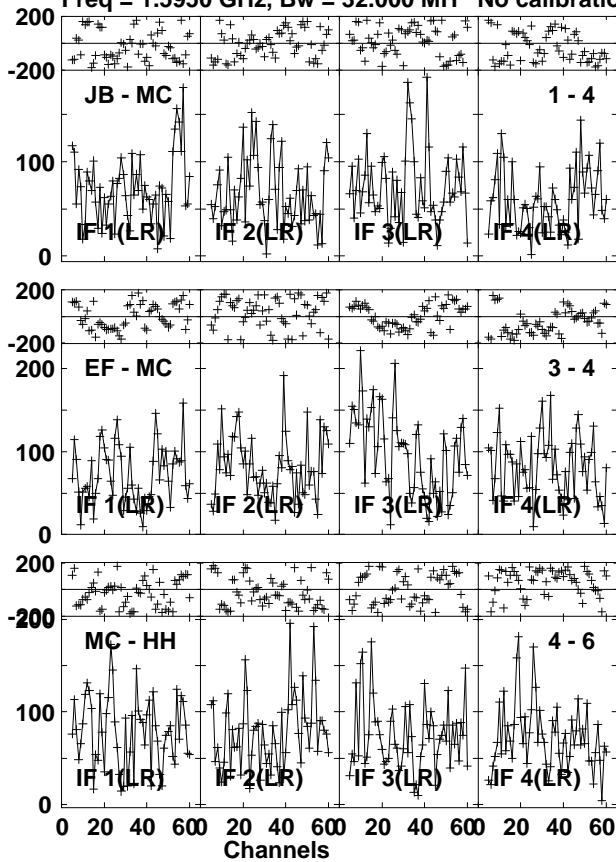 Freq = 1.5950 GHz, Bw = 32.000 MH No calibratio
200
-200
JB - MC 1 - 4
100
0
IF 1(LR) IF 2(LR) IF 3(LR) IF 4(LR)
200
-200
EF - MC 3 - 4
200
100
0
IF 1(LR) IF 2(LR) IF 3(LR) IF 4(LR)
200
-200
200
MC - HH 4 - 6
100
0
IF 1(LR) IF 2(LR) IF 3(LR) IF 4(LR)
0 20 40 60 0 20 40 60 0 20 40 60 0 20 40 60
Channels